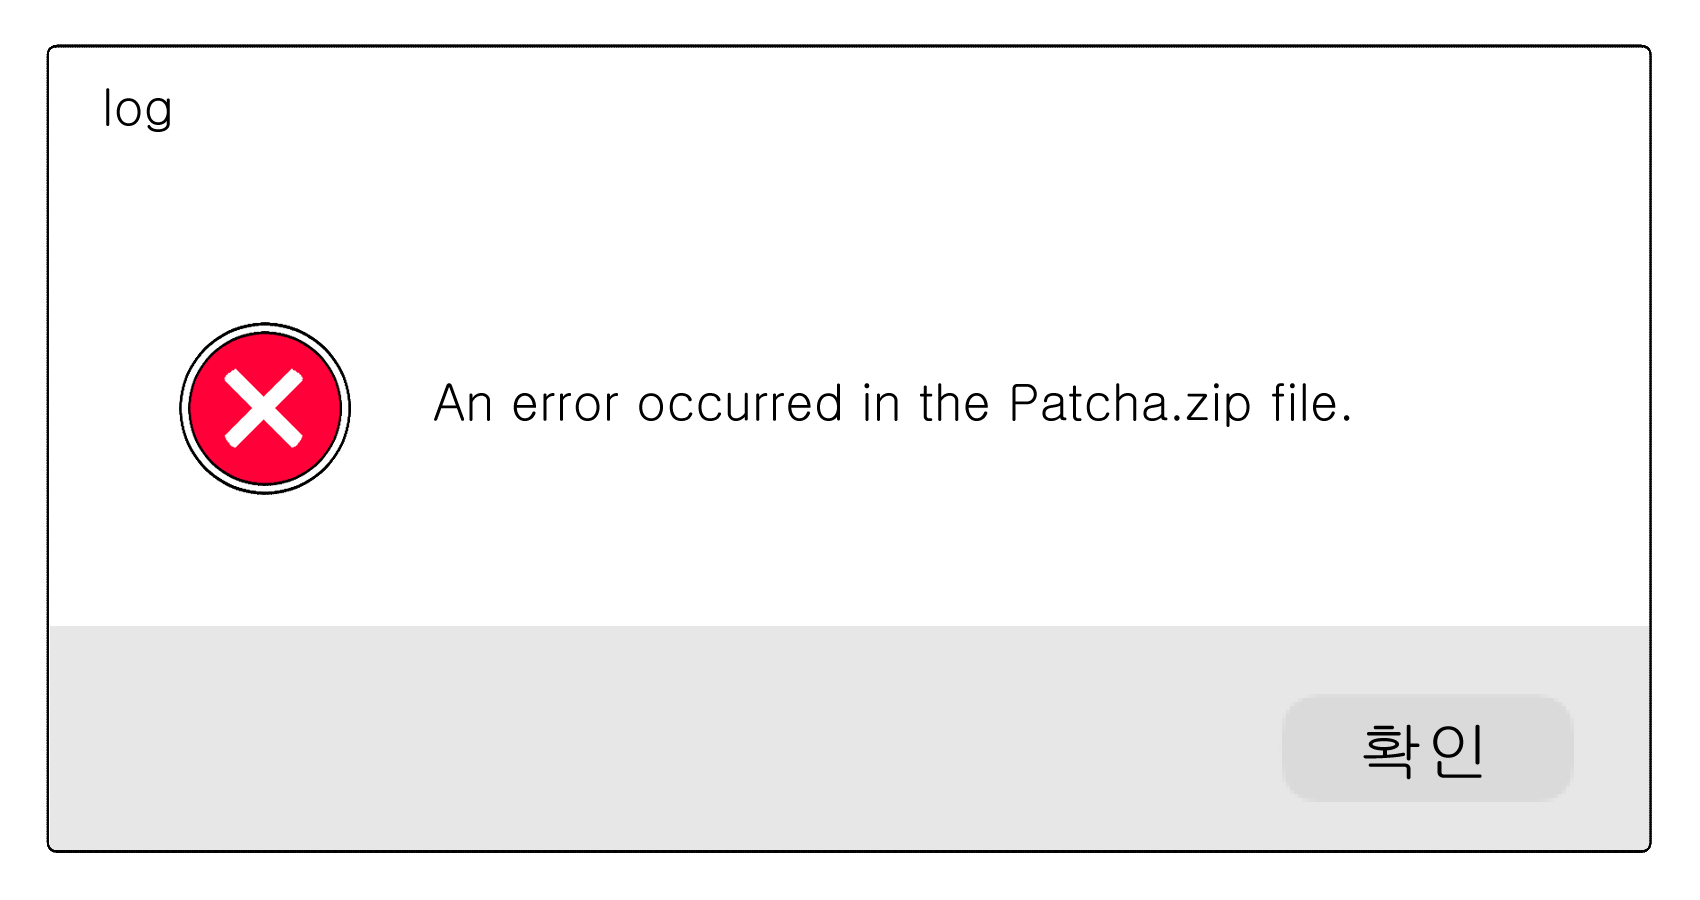 log
An error occurred in the Patcha.zip file.
확인